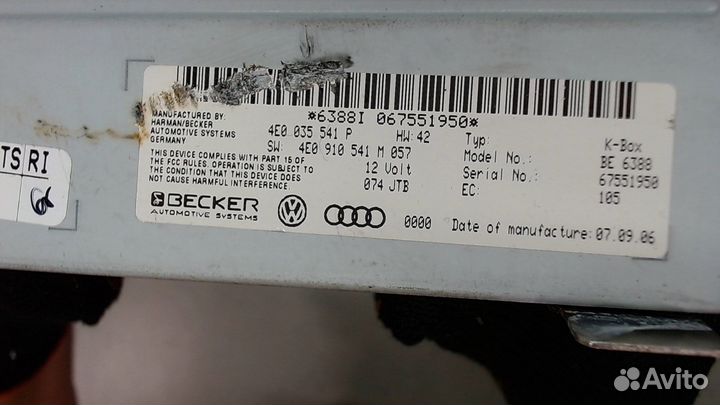 *6388I 067551950*
MANUFACTURED BY:
HARMAN/BECKER
AUTOMOTIVE SYSTEMS
GERMANY
4E0 035 541 P HW: 42
SW: 4E0 910 541 M 057
Typ: K-Box
Model No.: BE 6388
Serial No.: 67551950
EC: 105
THIS DEVICE COMPLIES WITH PART 15 OF
THE FCC RULES. OPERATION IS SUBJECT TO
THE CONDITION THAT THIS DEVICE DOES
NOT CAUSE HARMFUL INTERFERENCE.
12 Volt
074 JTB
BECKER
AUTOMOTIVE SYSTEMS
VW
0000
Date of manufacture: 07.09.06
TS RI
Avito